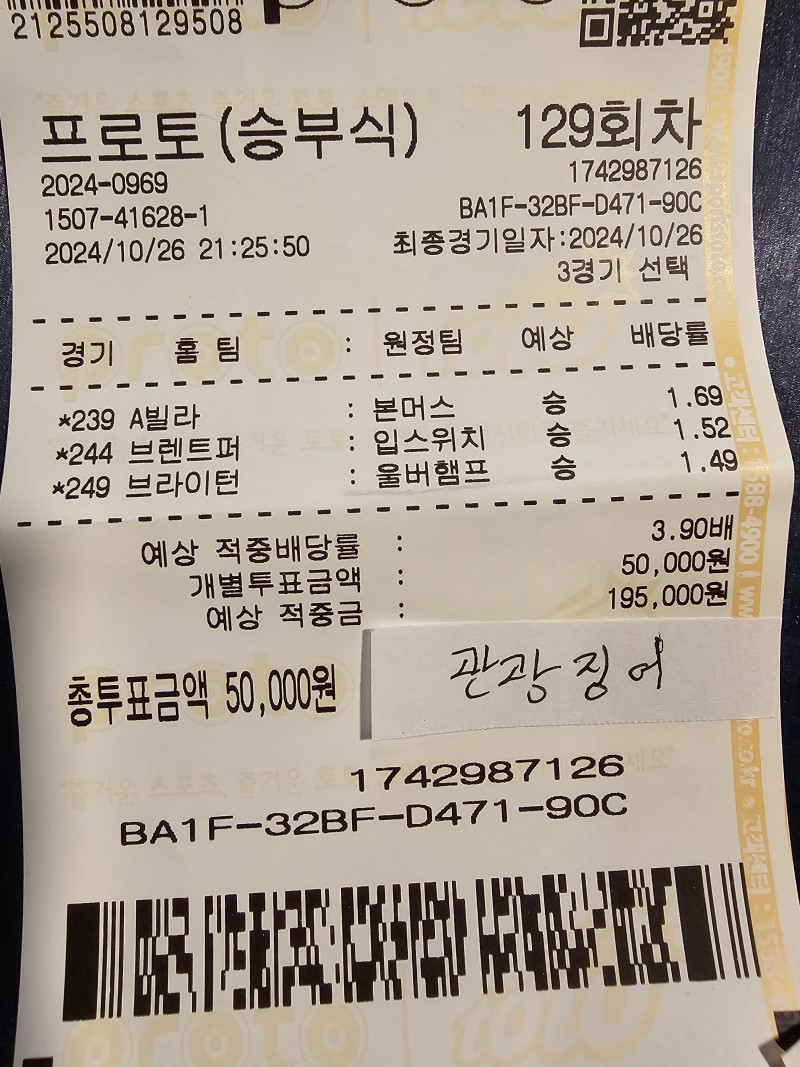 2125508129508
프로토(승부식) 129회차
2024-0969 1742987126
1507-41628-1 BA1F-32BF-D471-90C
2024/10/26 21:25:50 최종경기일자:2024/10/26
3경기 선택
경기 홈팀 : 원정팀 예상 배당률
*239 A빌라 : 본머스 승 1.69
*244 브렌트퍼 : 입스위치 승 1.52
*249 브라이턴 : 울버햄프 승 1.49
예상 적중배당률 : 3.90배
개별투표금액 : 50,000원
예상 적중금 : 195,000원
총투표금액 50,000원
관광징어
1742987126
BA1F-32BF-D471-90C